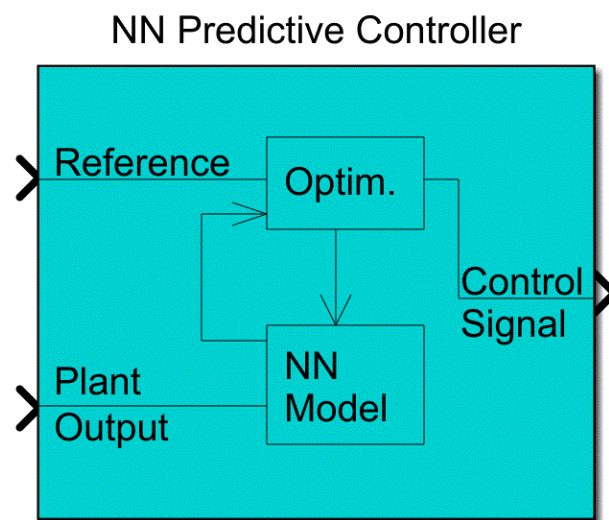 NN Predictive Controller
Reference
Optim.
Control
Signal
NN
Model
Plant
Output